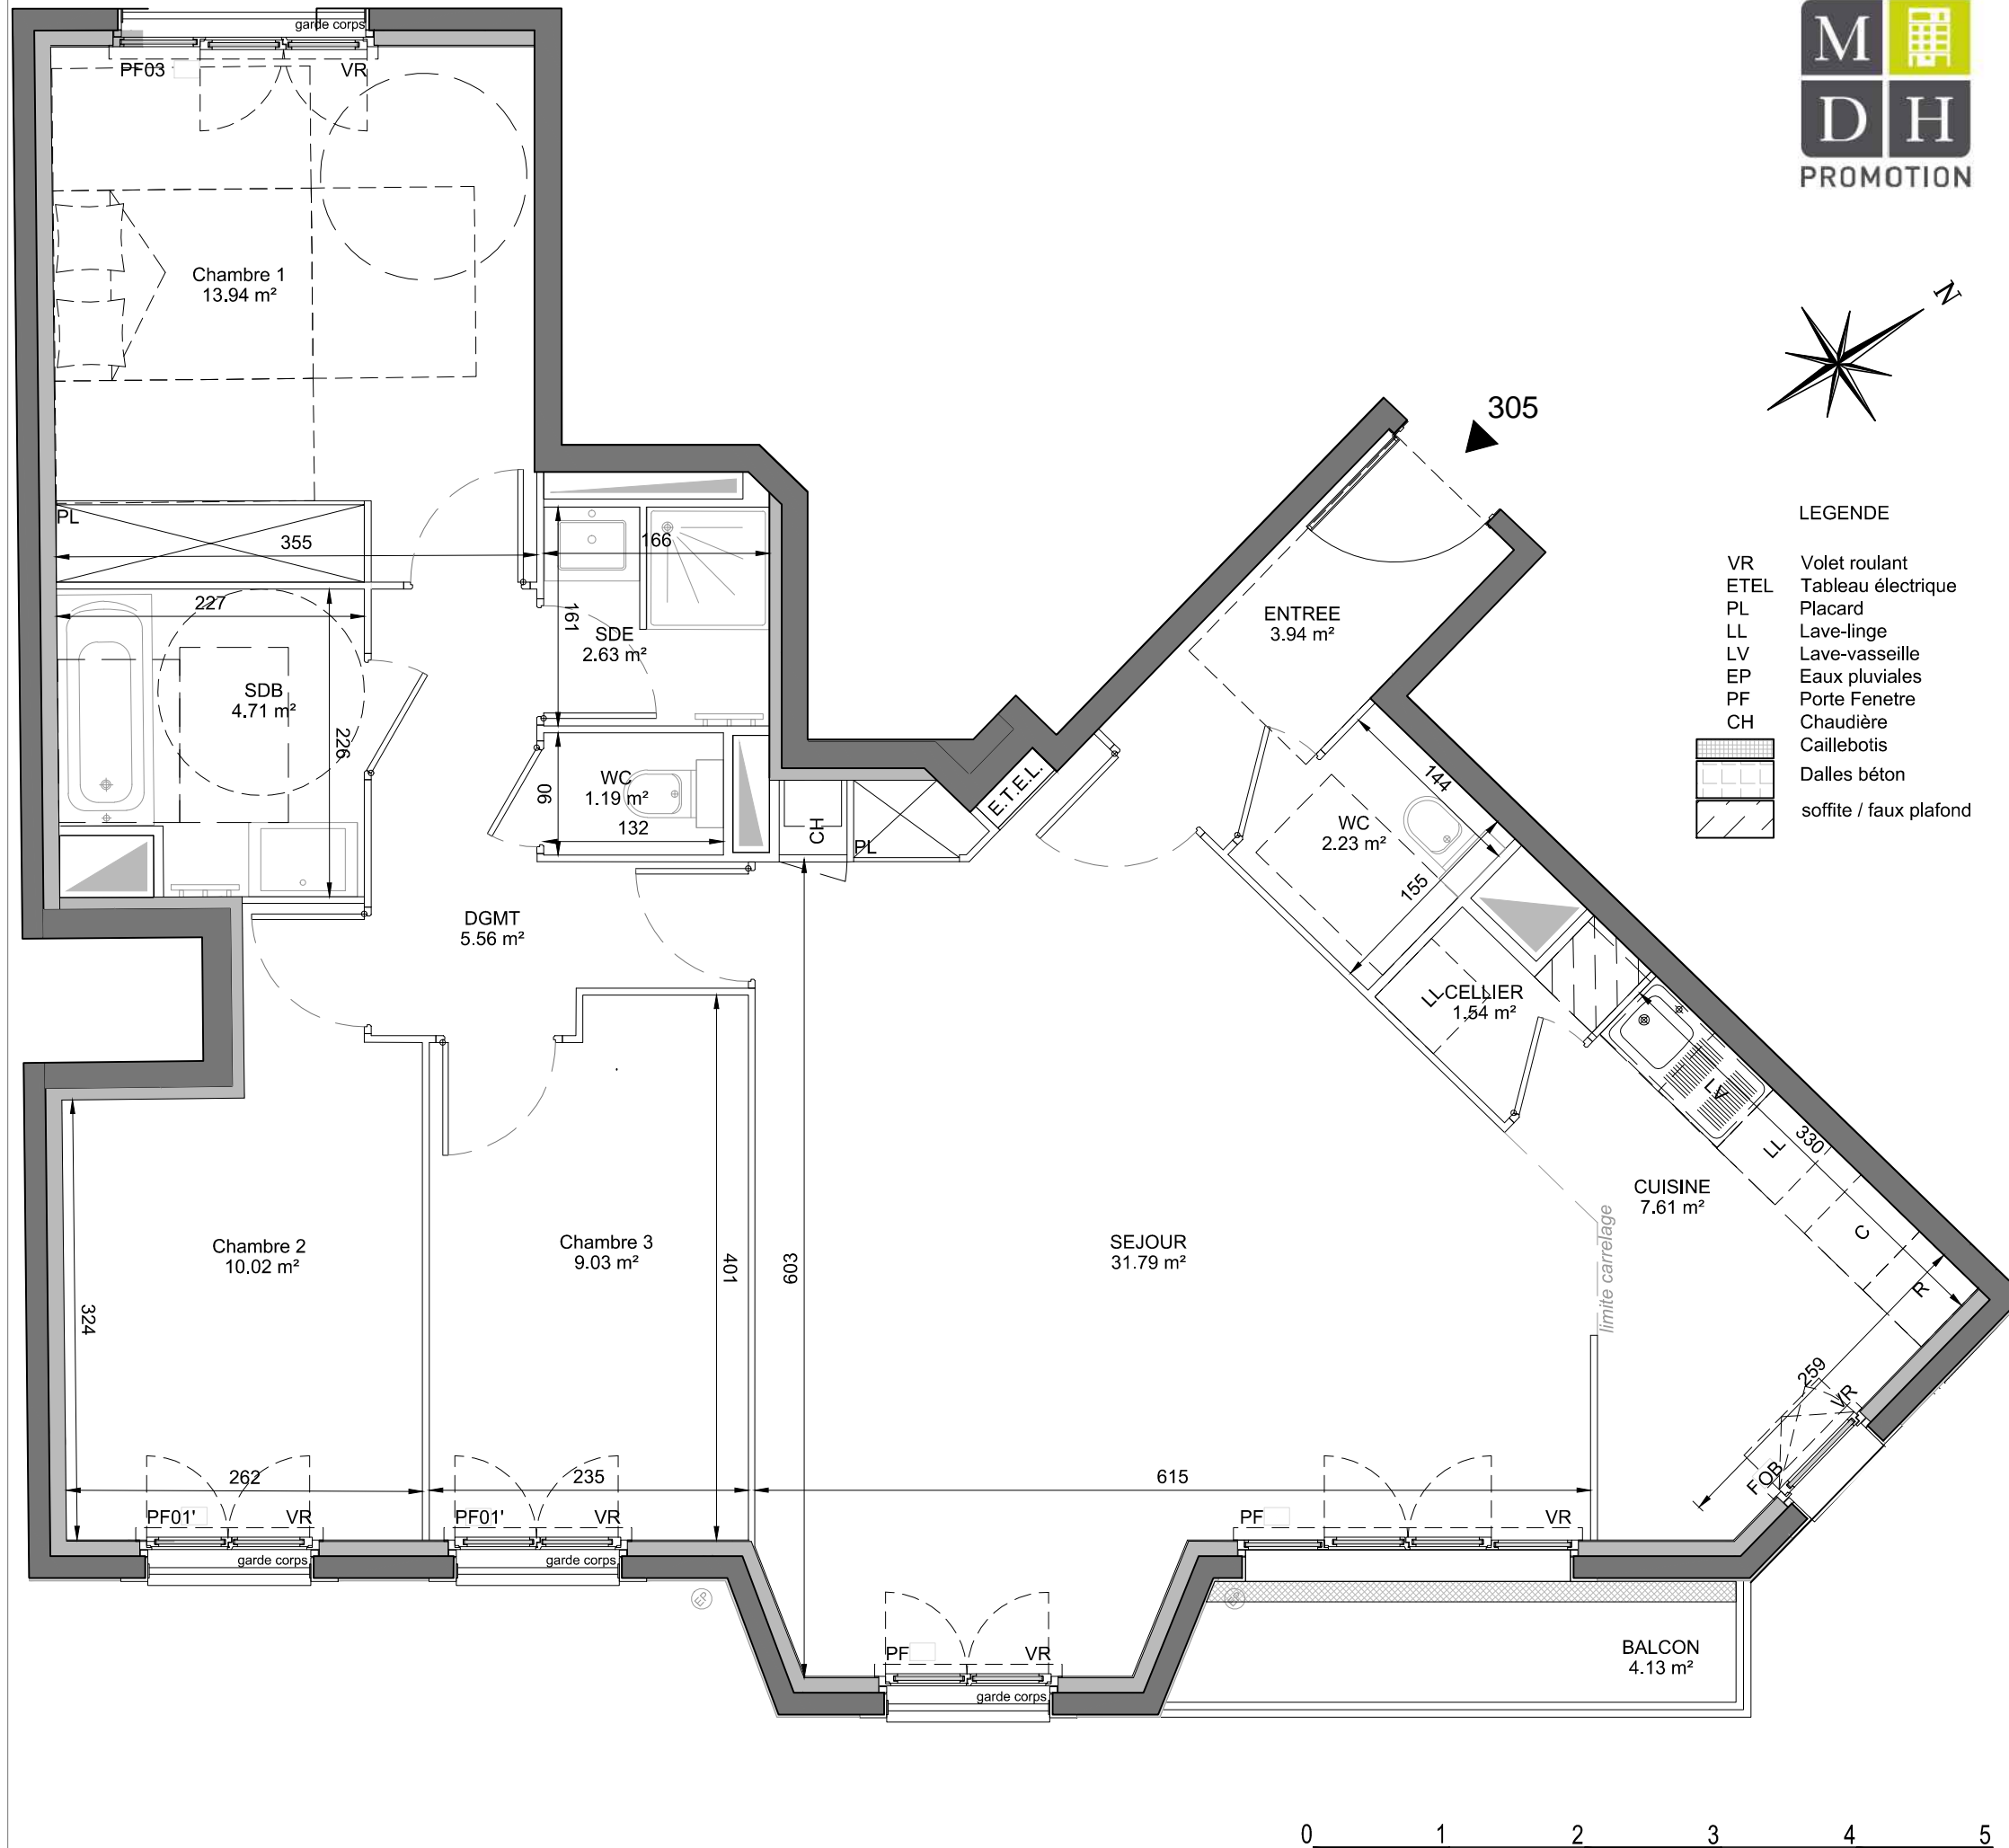 M
D H
PROMOTION
N
garde corps
PF03
VR
Chambre 1
13.94 m²
305
LEGENDE
VR Volet roulant
ETEL Tableau électrique
PL Placard
LL Lave-linge
LV Lave-vasseille
EP Eaux pluviales
PF Porte Fenetre
CH Chaudière
Caillebotis
Dalles béton
soffite / faux plafond
PL
355
166
227
161
SDE
2.63 m²
ENTREE
3.94 m²
SDB
4.71 m²
226
WC
1.19 m²
90
132
CH
PL
E.T.E.L.
144
WC
2.23 m²
155
DGMT
5.56 m²
LL
CELLIER
1.54 m²
LV
LL
330
C
R
CUISINE
7.61 m²
limite carrelage
Chambre 2
10.02 m²
Chambre 3
9.03 m²
SEJOUR
31.79 m²
324
401
609
259
VR
F OB
262
235
615
PF01'
VR
PF01'
VR
PF
VR
garde corps
garde corps
EP
EP
PF
VR
garde corps
BALCON
4.13 m²
0 1 2 3 4 5